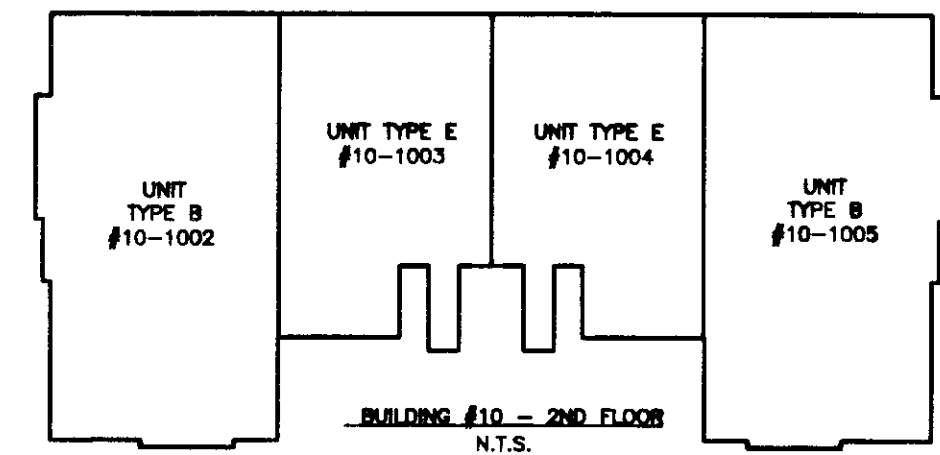 UNIT
TYPE B
#10-1002
UNIT TYPE E
#10-1003
UNIT TYPE E
#10-1004
UNIT
TYPE B
#10-1005
BUILDING #10 - 2ND FLOOR
N.T.S.